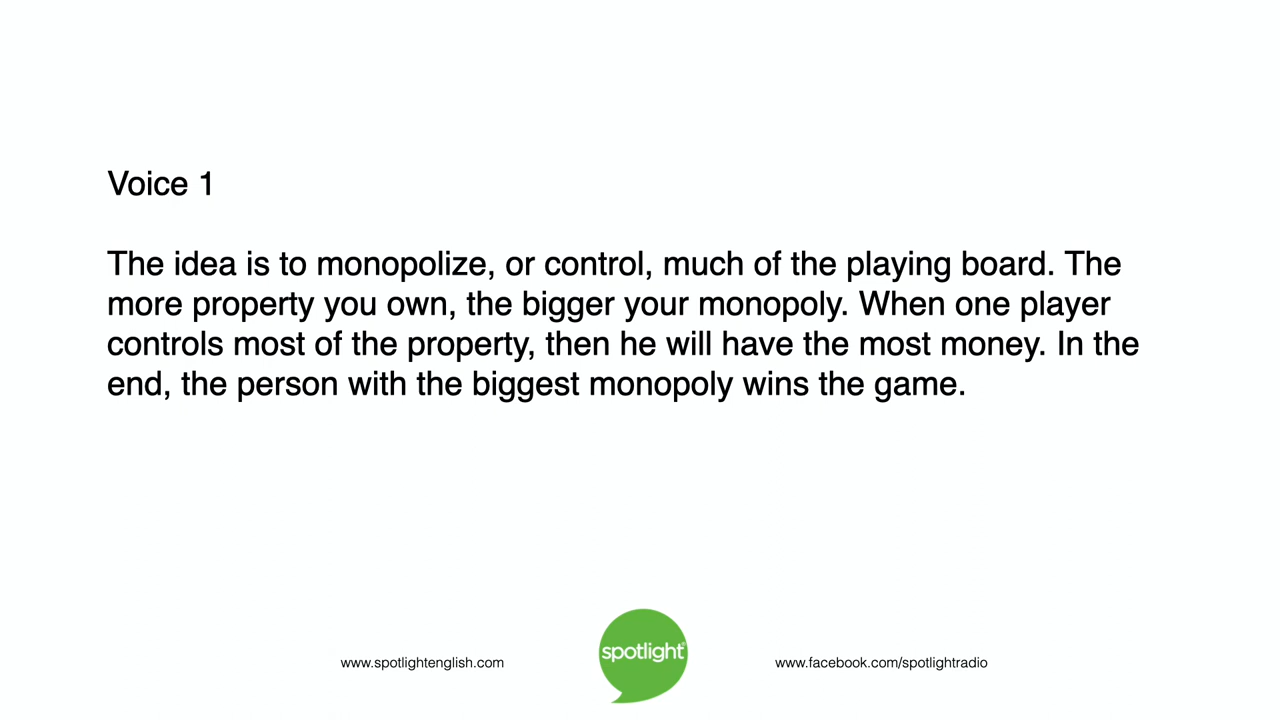 Voice 1
The idea is to monopolize, or control, much of the playing board. The
more property you own, the bigger your monopoly. When one player
controls most of the property, then he will have the most money. In the
end, the person with the biggest monopoly wins the game.
www.spotlightenglish.com
spotlight®
www.facebook.com/spotlightradio